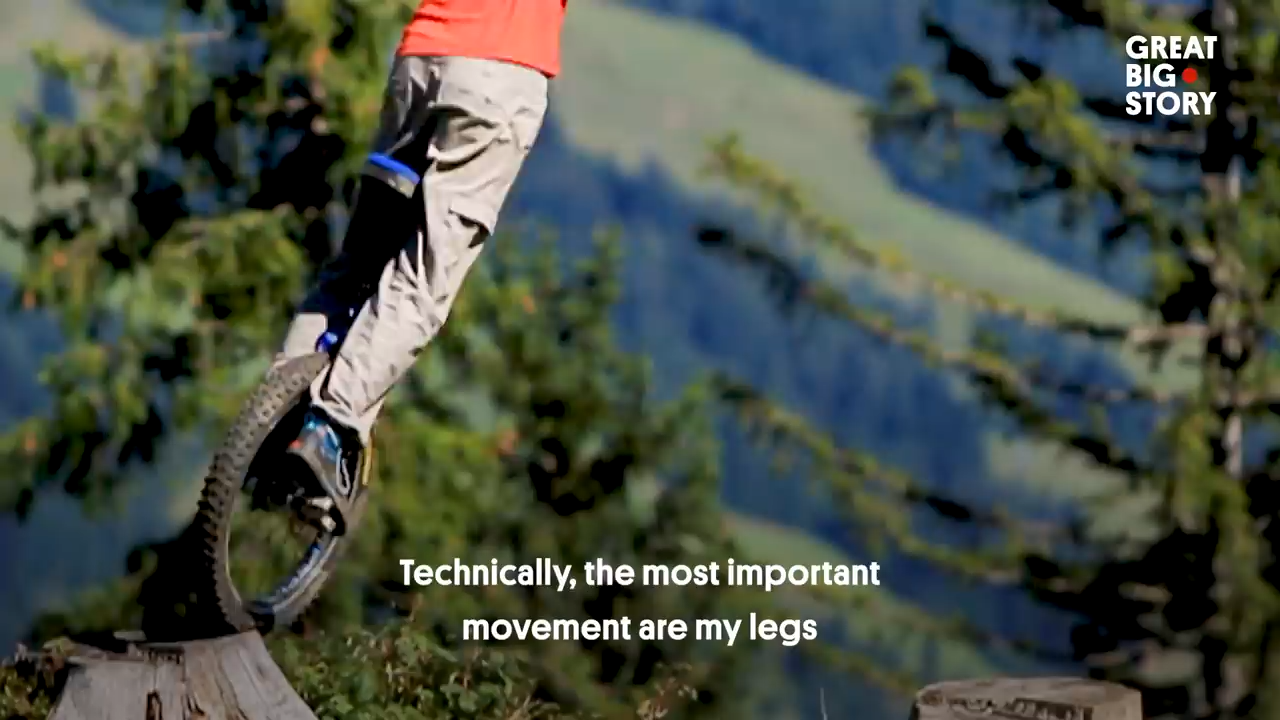 GREAT
BIG
STORY
Technically, the most important
movement are my legs